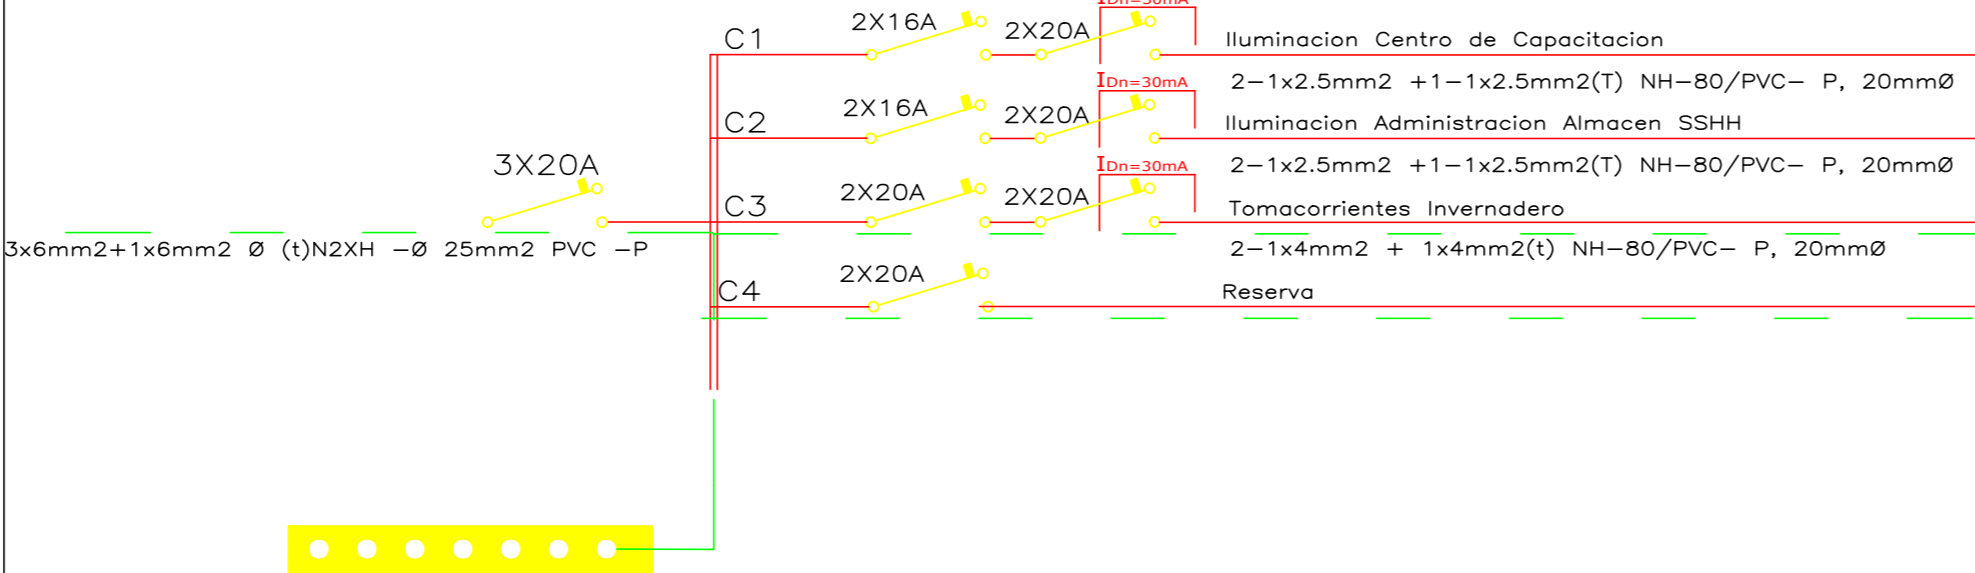 IDn=30mA
2X16A
2X20A
C1
Iluminacion Centro de Capacitacion
IDn=30mA
2-1x2.5mm2 +1-1x2.5mm2(T) NH-80/PVC- P, 20mmØ
2X16A
2X20A
C2
Iluminacion Administracion Almacen SSHH
3X20A
IDn=30mA
2-1x2.5mm2 +1-1x2.5mm2(T) NH-80/PVC- P, 20mmØ
2X20A
2X20A
C3
Tomacorrientes Invernadero
3x6mm2+1x6mm2 Ø (t)N2XH -Ø 25mm2 PVC -P
2-1x4mm2 + 1x4mm2(t) NH-80/PVC- P, 20mmØ
2X20A
C4
Reserva